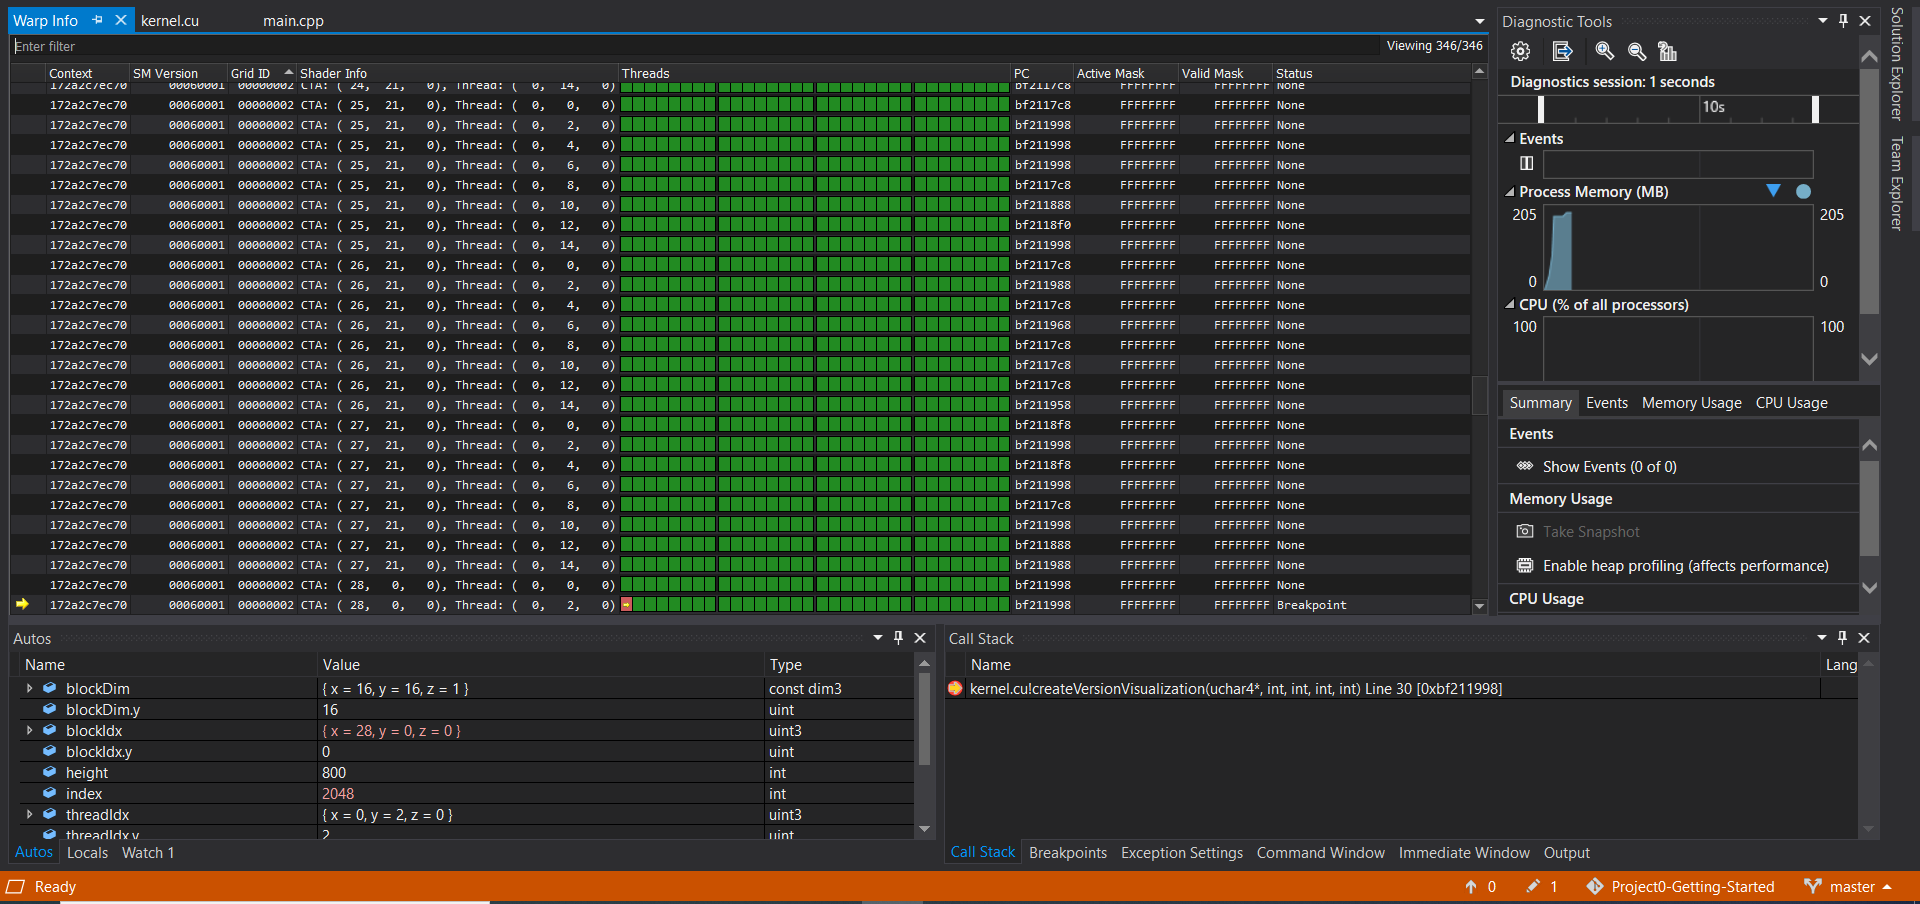 Warp Info kernel.cu main.cpp
Enter filter Viewing 346/346
Context SM Version Grid ID Shader Info Threads PC Active Mask Valid Mask Status
172a2c7ec70 00060001 00000002 CTA: ( 24, 21, 0), Thread: ( 0, 14, 0) bf2117c8 FFFFFFFF FFFFFFFF None
172a2c7ec70 00060001 00000002 CTA: ( 25, 21, 0), Thread: ( 0, 0, 0) bf2117c8 FFFFFFFF FFFFFFFF None
172a2c7ec70 00060001 00000002 CTA: ( 25, 21, 0), Thread: ( 0, 2, 0) bf211998 FFFFFFFF FFFFFFFF None
172a2c7ec70 00060001 00000002 CTA: ( 25, 21, 0), Thread: ( 0, 4, 0) bf211998 FFFFFFFF FFFFFFFF None
172a2c7ec70 00060001 00000002 CTA: ( 25, 21, 0), Thread: ( 0, 6, 0) bf211998 FFFFFFFF FFFFFFFF None
172a2c7ec70 00060001 00000002 CTA: ( 25, 21, 0), Thread: ( 0, 8, 0) bf2117c8 FFFFFFFF FFFFFFFF None
172a2c7ec70 00060001 00000002 CTA: ( 25, 21, 0), Thread: ( 0, 10, 0) bf211888 FFFFFFFF FFFFFFFF None
172a2c7ec70 00060001 00000002 CTA: ( 25, 21, 0), Thread: ( 0, 12, 0) bf2118f0 FFFFFFFF FFFFFFFF None
172a2c7ec70 00060001 00000002 CTA: ( 25, 21, 0), Thread: ( 0, 14, 0) bf211998 FFFFFFFF FFFFFFFF None
172a2c7ec70 00060001 00000002 CTA: ( 26, 21, 0), Thread: ( 0, 0, 0) bf2117c8 FFFFFFFF FFFFFFFF None
172a2c7ec70 00060001 00000002 CTA: ( 26, 21, 0), Thread: ( 0, 2, 0) bf211988 FFFFFFFF FFFFFFFF None
172a2c7ec70 00060001 00000002 CTA: ( 26, 21, 0), Thread: ( 0, 4, 0) bf2117c8 FFFFFFFF FFFFFFFF None
172a2c7ec70 00060001 00000002 CTA: ( 26, 21, 0), Thread: ( 0, 6, 0) bf211968 FFFFFFFF FFFFFFFF None
172a2c7ec70 00060001 00000002 CTA: ( 26, 21, 0), Thread: ( 0, 8, 0) bf2117c8 FFFFFFFF FFFFFFFF None
172a2c7ec70 00060001 00000002 CTA: ( 26, 21, 0), Thread: ( 0, 10, 0) bf2117c8 FFFFFFFF FFFFFFFF None
172a2c7ec70 00060001 00000002 CTA: ( 26, 21, 0), Thread: ( 0, 12, 0) bf2117c8 FFFFFFFF FFFFFFFF None
172a2c7ec70 00060001 00000002 CTA: ( 26, 21, 0), Thread: ( 0, 14, 0) bf211958 FFFFFFFF FFFFFFFF None
172a2c7ec70 00060001 00000002 CTA: ( 27, 21, 0), Thread: ( 0, 0, 0) bf2118f8 FFFFFFFF FFFFFFFF None
172a2c7ec70 00060001 00000002 CTA: ( 27, 21, 0), Thread: ( 0, 2, 0) bf211998 FFFFFFFF FFFFFFFF None
172a2c7ec70 00060001 00000002 CTA: ( 27, 21, 0), Thread: ( 0, 4, 0) bf2118f8 FFFFFFFF FFFFFFFF None
172a2c7ec70 00060001 00000002 CTA: ( 27, 21, 0), Thread: ( 0, 6, 0) bf211998 FFFFFFFF FFFFFFFF None
172a2c7ec70 00060001 00000002 CTA: ( 27, 21, 0), Thread: ( 0, 8, 0) bf2117c8 FFFFFFFF FFFFFFFF None
172a2c7ec70 00060001 00000002 CTA: ( 27, 21, 0), Thread: ( 0, 10, 0) bf211998 FFFFFFFF FFFFFFFF None
172a2c7ec70 00060001 00000002 CTA: ( 27, 21, 0), Thread: ( 0, 12, 0) bf211888 FFFFFFFF FFFFFFFF None
172a2c7ec70 00060001 00000002 CTA: ( 27, 21, 0), Thread: ( 0, 14, 0) bf211988 FFFFFFFF FFFFFFFF None
172a2c7ec70 00060001 00000002 CTA: ( 28, 0, 0), Thread: ( 0, 0, 0) bf211998 FFFFFFFF FFFFFFFF None
172a2c7ec70 00060001 00000002 CTA: ( 28, 0, 0), Thread: ( 0, 2, 0) bf211998 FFFFFFFF FFFFFFFF Breakpoint
Diagnostic Tools
Diagnostics session: 1 seconds
10s
Events
Process Memory (MB)
205 205
0 0
CPU (% of all processors)
100 100
Summary Events Memory Usage CPU Usage
Events
Show Events (0 of 0)
Memory Usage
Take Snapshot
Enable heap profiling (affects performance)
CPU Usage
Solution Explorer
Team Explorer
Autos
Name Value Type
blockDim { x = 16, y = 16, z = 1 } const dim3
blockDim.y 16 uint
blockIdx { x = 28, y = 0, z = 0 } uint3
blockIdx.y 0 uint
height 800 int
index 2048 int
threadIdx { x = 0, y = 2, z = 0 } uint3
threadIdx.y 2 uint
Autos Locals Watch 1
Call Stack
Name Lang
kernel.cu!createVersionVisualization(uchar4*, int, int, int, int) Line 30 [0xbf211998]
Call Stack Breakpoints Exception Settings Command Window Immediate Window Output
Ready 0 1 Project0-Getting-Started master